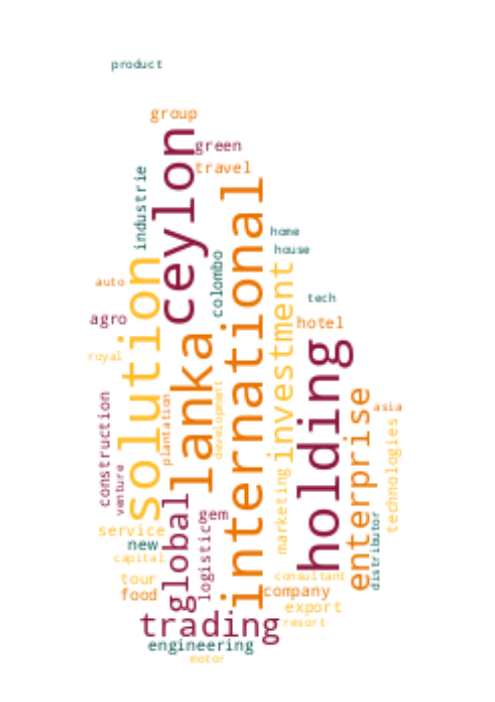 product
group
ceylon
green
travel
industrie
international
home
house
colombo
solution
investment
auto
tech
agro
hotel
lanka
holding
royal
development
enterprise
asia
plantation
construction
technologies
venture
marketing
global
gem
distributor
logistic
service
new
capital
tour
consultant
food
company
export
trading
resort
engineering
motor